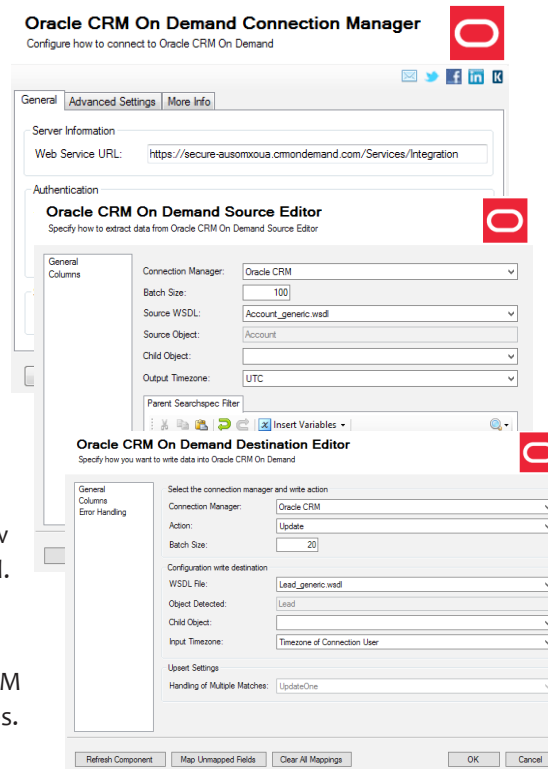 Oracle CRM On Demand Connection Manager
Configure how to connect to Oracle CRM On Demand
General Advanced Settings More Info
Server Information
Web Service URL: https://secure-ausomxoua.crmondemand.com/Services/Integration
Authentication
Oracle CRM On Demand Source Editor
Specify how to extract data from Oracle CRM On Demand Source Editor
General
Columns
Connection Manager: Oracle CRM
Batch Size: 100
Source WSDL: Account_generic.wsdl
Source Object: Account
Child Object:
Output Timezone: UTC
Parent Searchspec Filter
Insert Variables
Oracle CRM On Demand Destination Editor
Specify how you want to write data into Oracle CRM On Demand
General
Columns
Error Handling
Select the connection manager and write action
Connection Manager: Oracle CRM
Action: Update
Batch Size: 20
Configuration write destination
WSDL File: Lead_generic.wsdl
Object Detected: Lead
Child Object:
Input Timezone: Timezone of Connection User
Upsert Settings
Handling of Multiple Matches: UpdateOne
Refresh Component Map Unmapped Fields Clear All Mappings OK Cancel